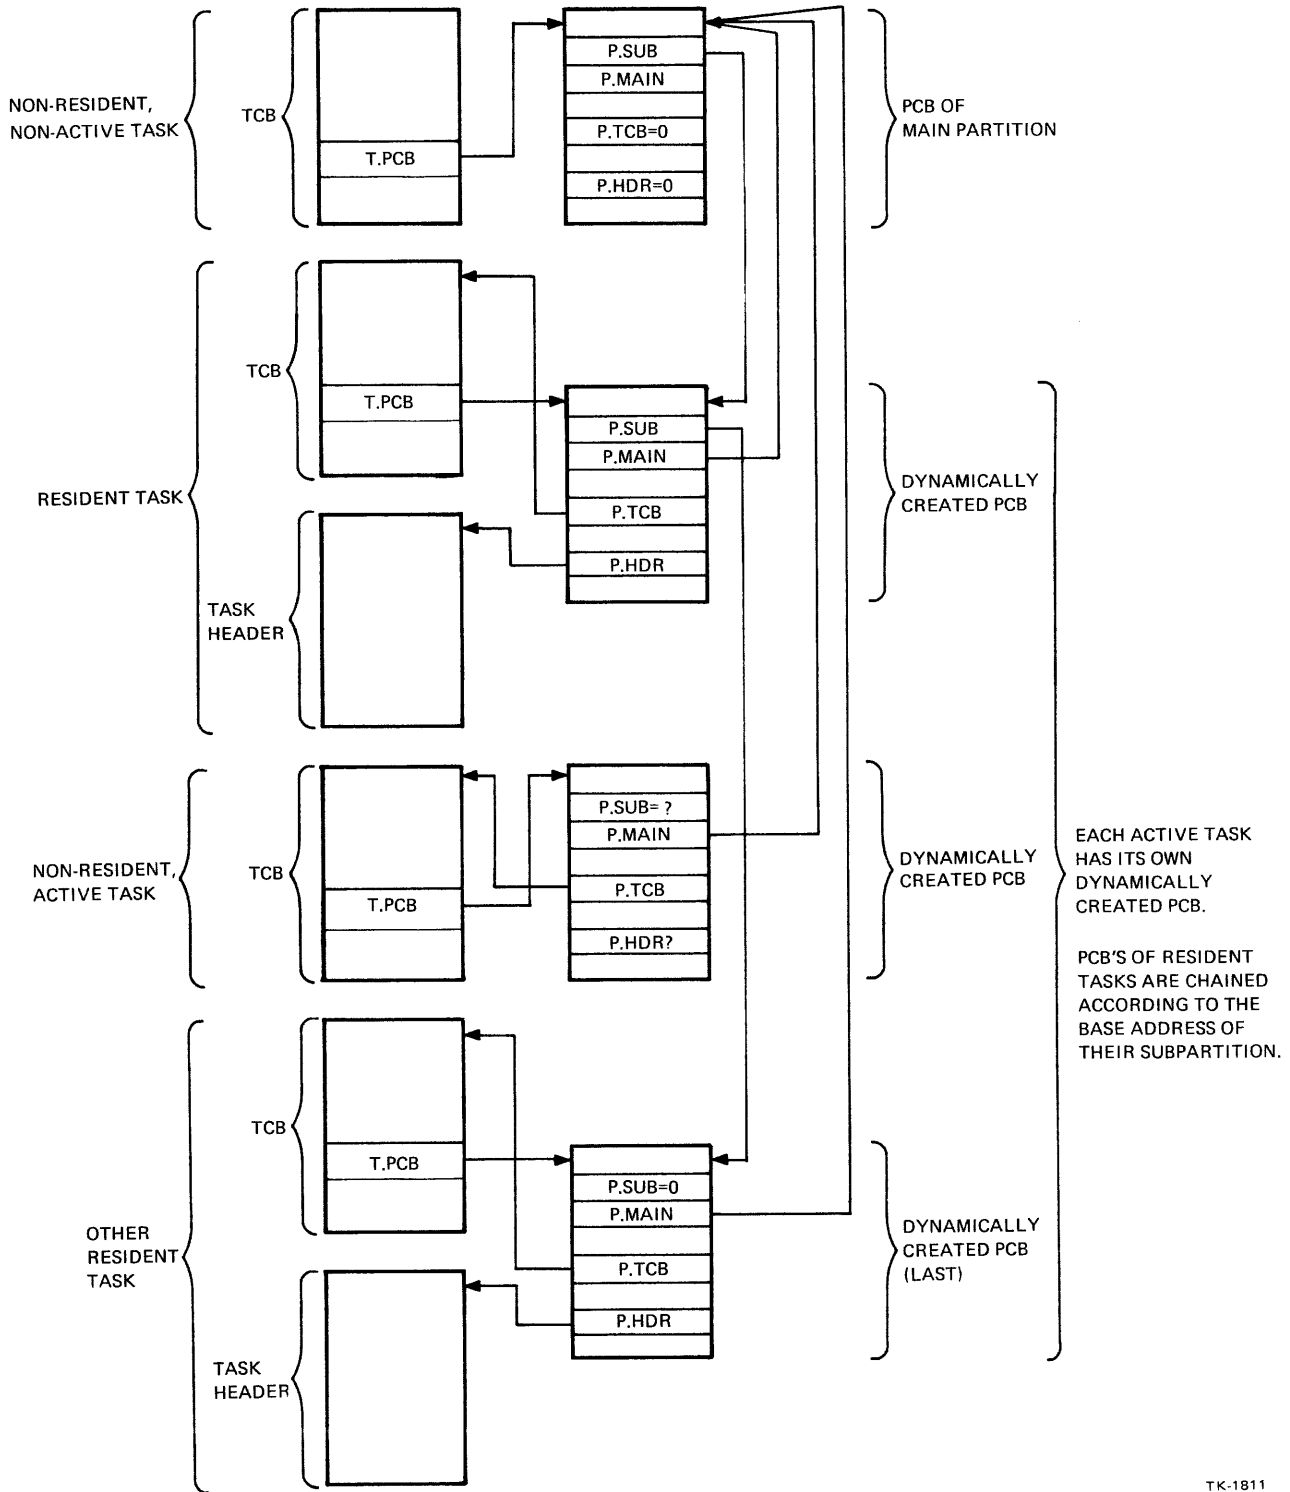 NON-RESIDENT,
NON-ACTIVE TASK
TCB
T.PCB
P.SUB
P.MAIN
P.TCB=0
P.HDR=0
PCB OF
MAIN PARTITION
RESIDENT TASK
TCB
T.PCB
TASK
HEADER
P.SUB
P.MAIN
P.TCB
P.HDR
DYNAMICALLY
CREATED PCB
NON-RESIDENT,
ACTIVE TASK
TCB
T.PCB
P.SUB= ?
P.MAIN
P.TCB
P.HDR?
DYNAMICALLY
CREATED PCB
EACH ACTIVE TASK
HAS ITS OWN
DYNAMICALLY
CREATED PCB.
PCB'S OF RESIDENT
TASKS ARE CHAINED
ACCORDING TO THE
BASE ADDRESS OF
THEIR SUBPARTITION.
OTHER
RESIDENT
TASK
TCB
T.PCB
TASK
HEADER
P.SUB=0
P.MAIN
P.TCB
P.HDR
DYNAMICALLY
CREATED PCB
(LAST)
TK-1811